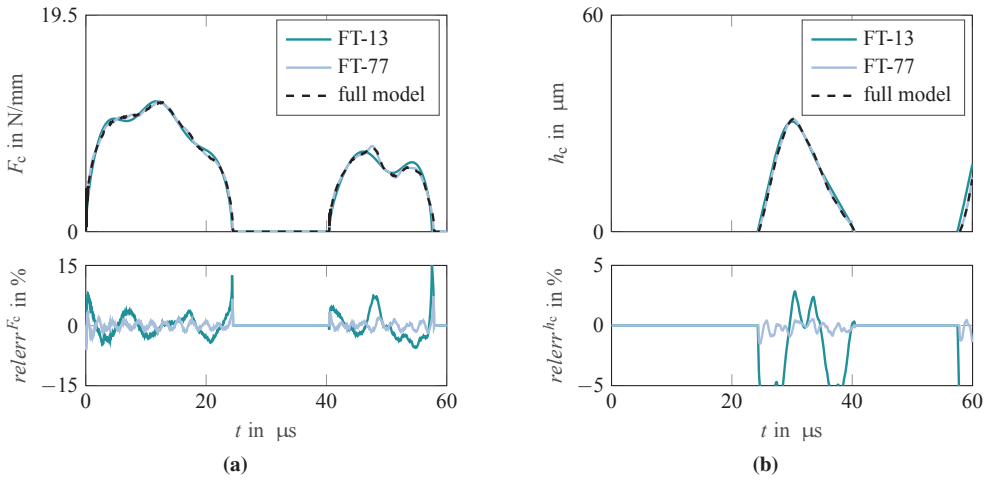 19.5
0
F_c in N/mm
FT-13
FT-77
full model
15
0
−15
relerr^{F_c} in %
0
20
40
60
t in μs
(a)
60
0
h_c in μm
FT-13
FT-77
full model
5
0
−5
relerr^{h_c} in %
0
20
40
60
t in μs
(b)